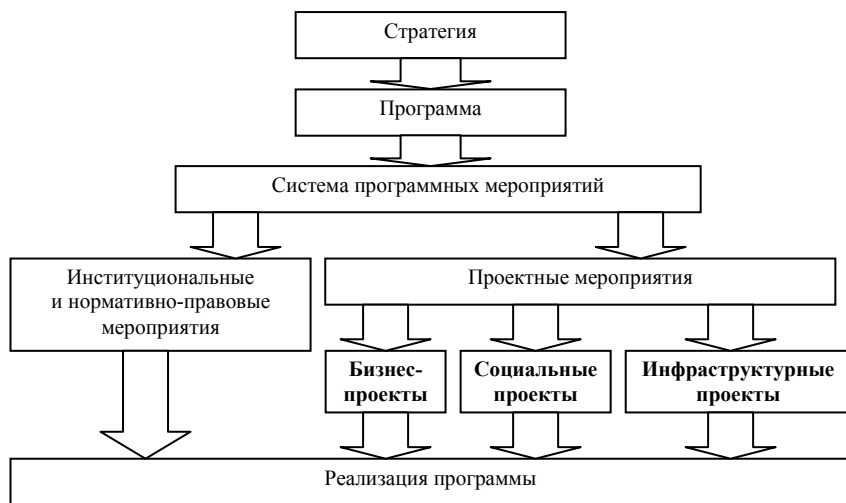 Стратегия
Программа
Система программных мероприятий
Институциональные
и нормативно-правовые
мероприятия
Проектные мероприятия
Бизнес-
проекты
Социальные
проекты
Инфраструктурные
проекты
Реализация программы